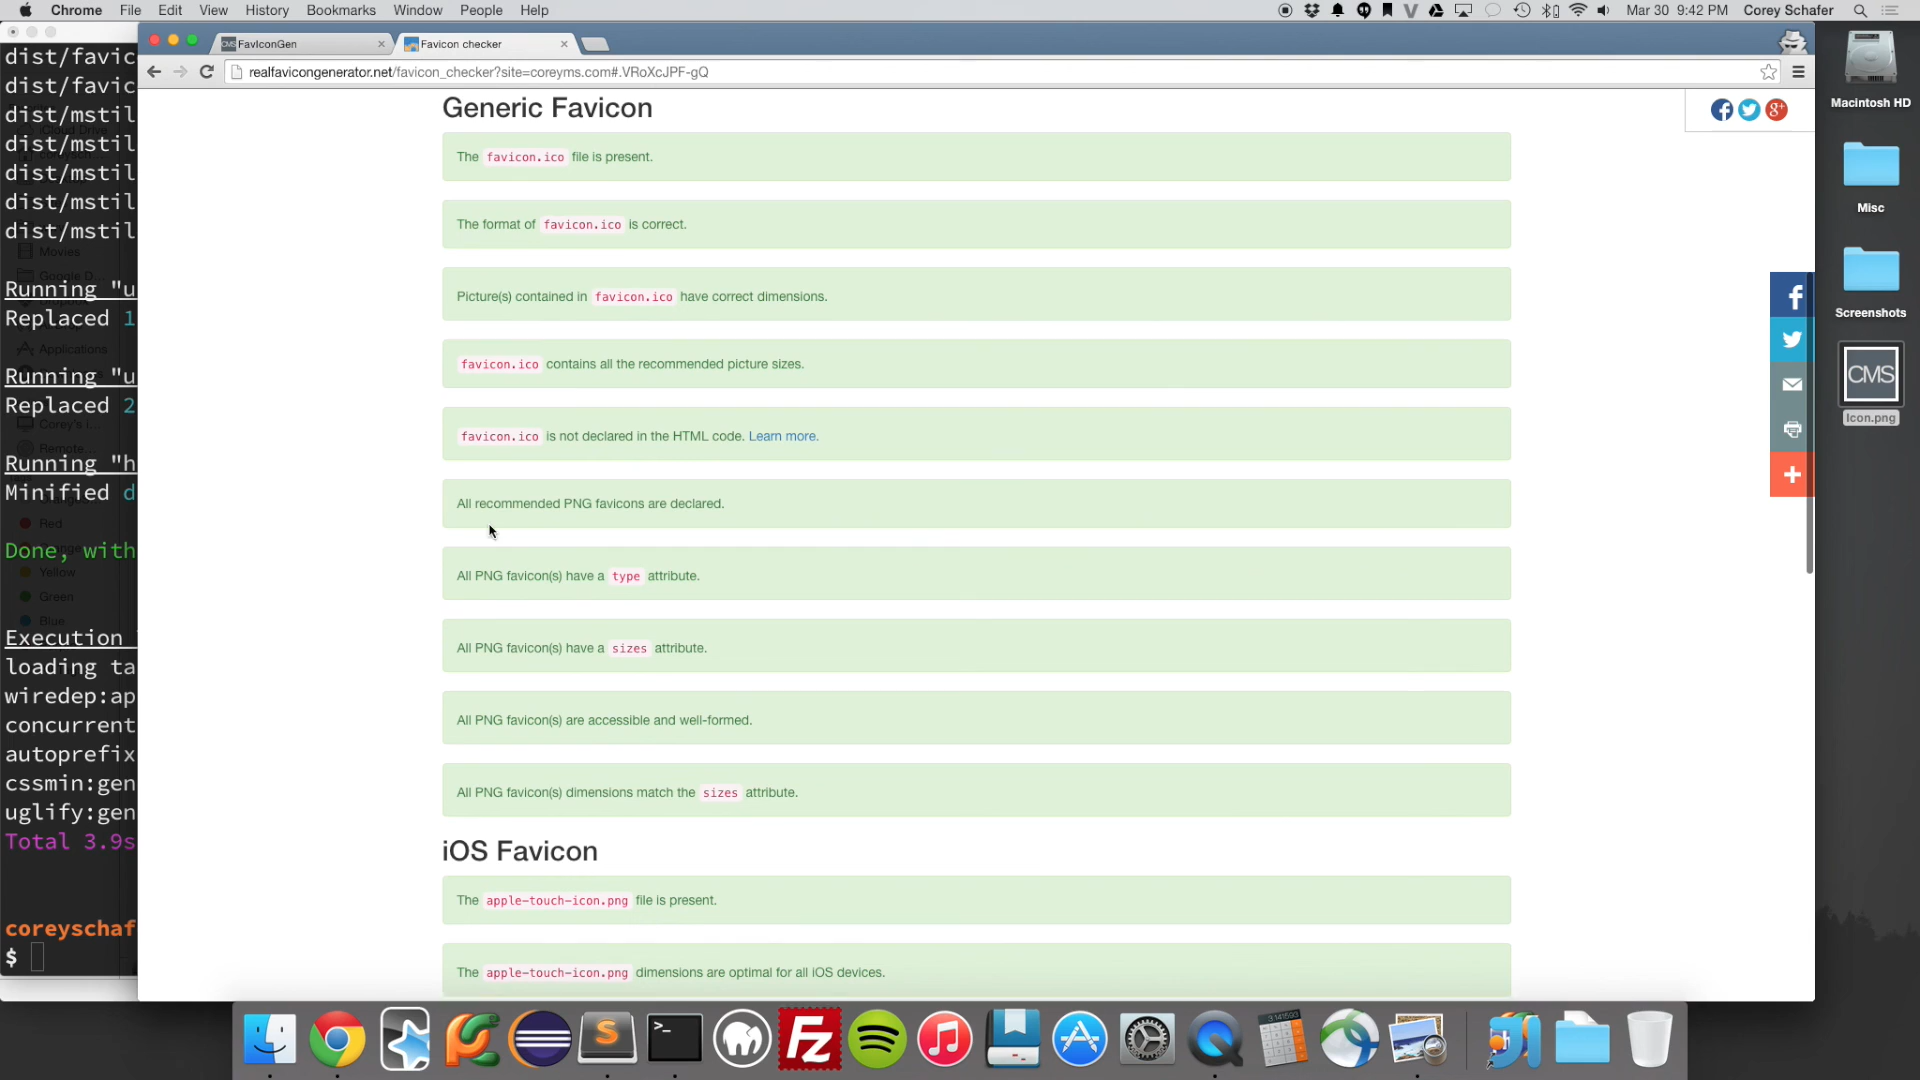 Chrome File Edit View History Bookmarks Window People Help
Mar 30 9:42 PM Corey Schafer
FavIconGen
Favicon checker
realfavicongenerator.net/favicon_checker?site=coreyms.com#.VRoXcJPF-gQ
dist/favic
dist/favic
dist/mstil
dist/mstil
dist/mstil
dist/mstil
dist/mstil
Movies
Google D...
Running "u
Replaced 1
Applications
Running "u
Replaced 2
Corey's i...
Remote...
Running "h
Minified d
Red
Done, with
Yellow
Green
Blue
Execution
loading ta
wiredep:ap
concurrent
autoprefix
cssmin:gen
uglify:gen
Total 3.9s
coreyschaf
$
Generic Favicon
The favicon.ico file is present.
The format of favicon.ico is correct.
Picture(s) contained in favicon.ico have correct dimensions.
favicon.ico contains all the recommended picture sizes.
favicon.ico is not declared in the HTML code. Learn more.
All recommended PNG favicons are declared.
All PNG favicon(s) have a type attribute.
All PNG favicon(s) have a sizes attribute.
All PNG favicon(s) are accessible and well-formed.
All PNG favicon(s) dimensions match the sizes attribute.
iOS Favicon
The apple-touch-icon.png file is present.
The apple-touch-icon.png dimensions are optimal for all iOS devices.
Macintosh HD
Misc
Screenshots
CMS
Icon.png